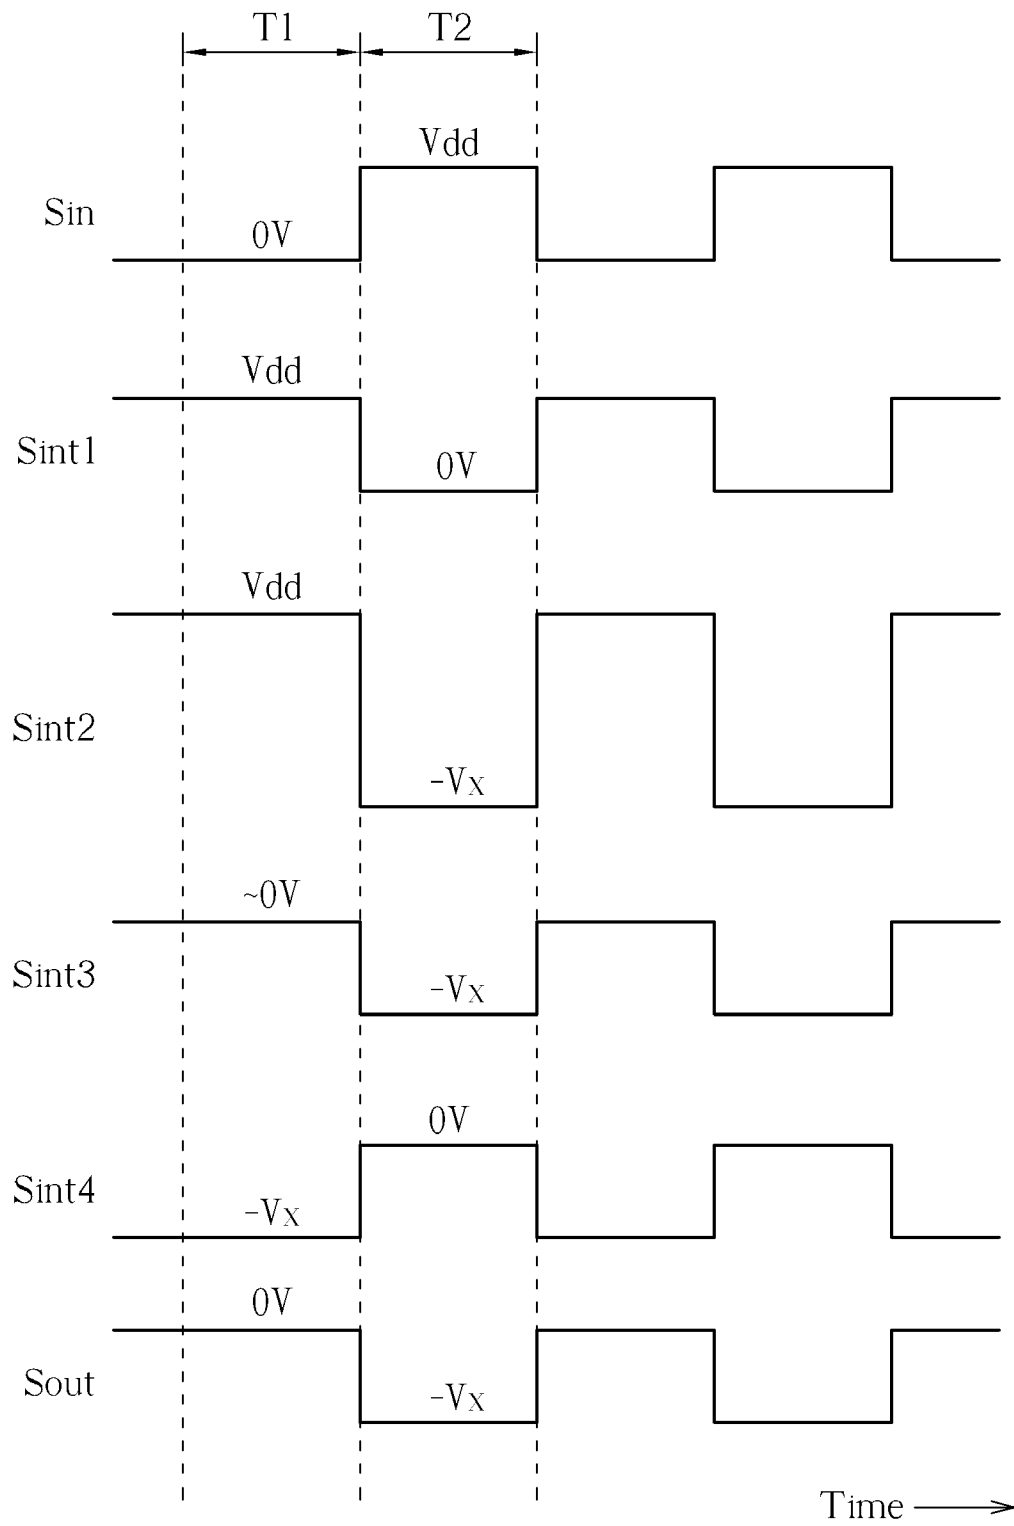 T1 T2
Vdd
Sin
0V
Vdd
Sint1
0V
Vdd
Sint2
-VX
~0V
Sint3
-VX
0V
Sint4
-VX
0V
Sout
-VX
Time